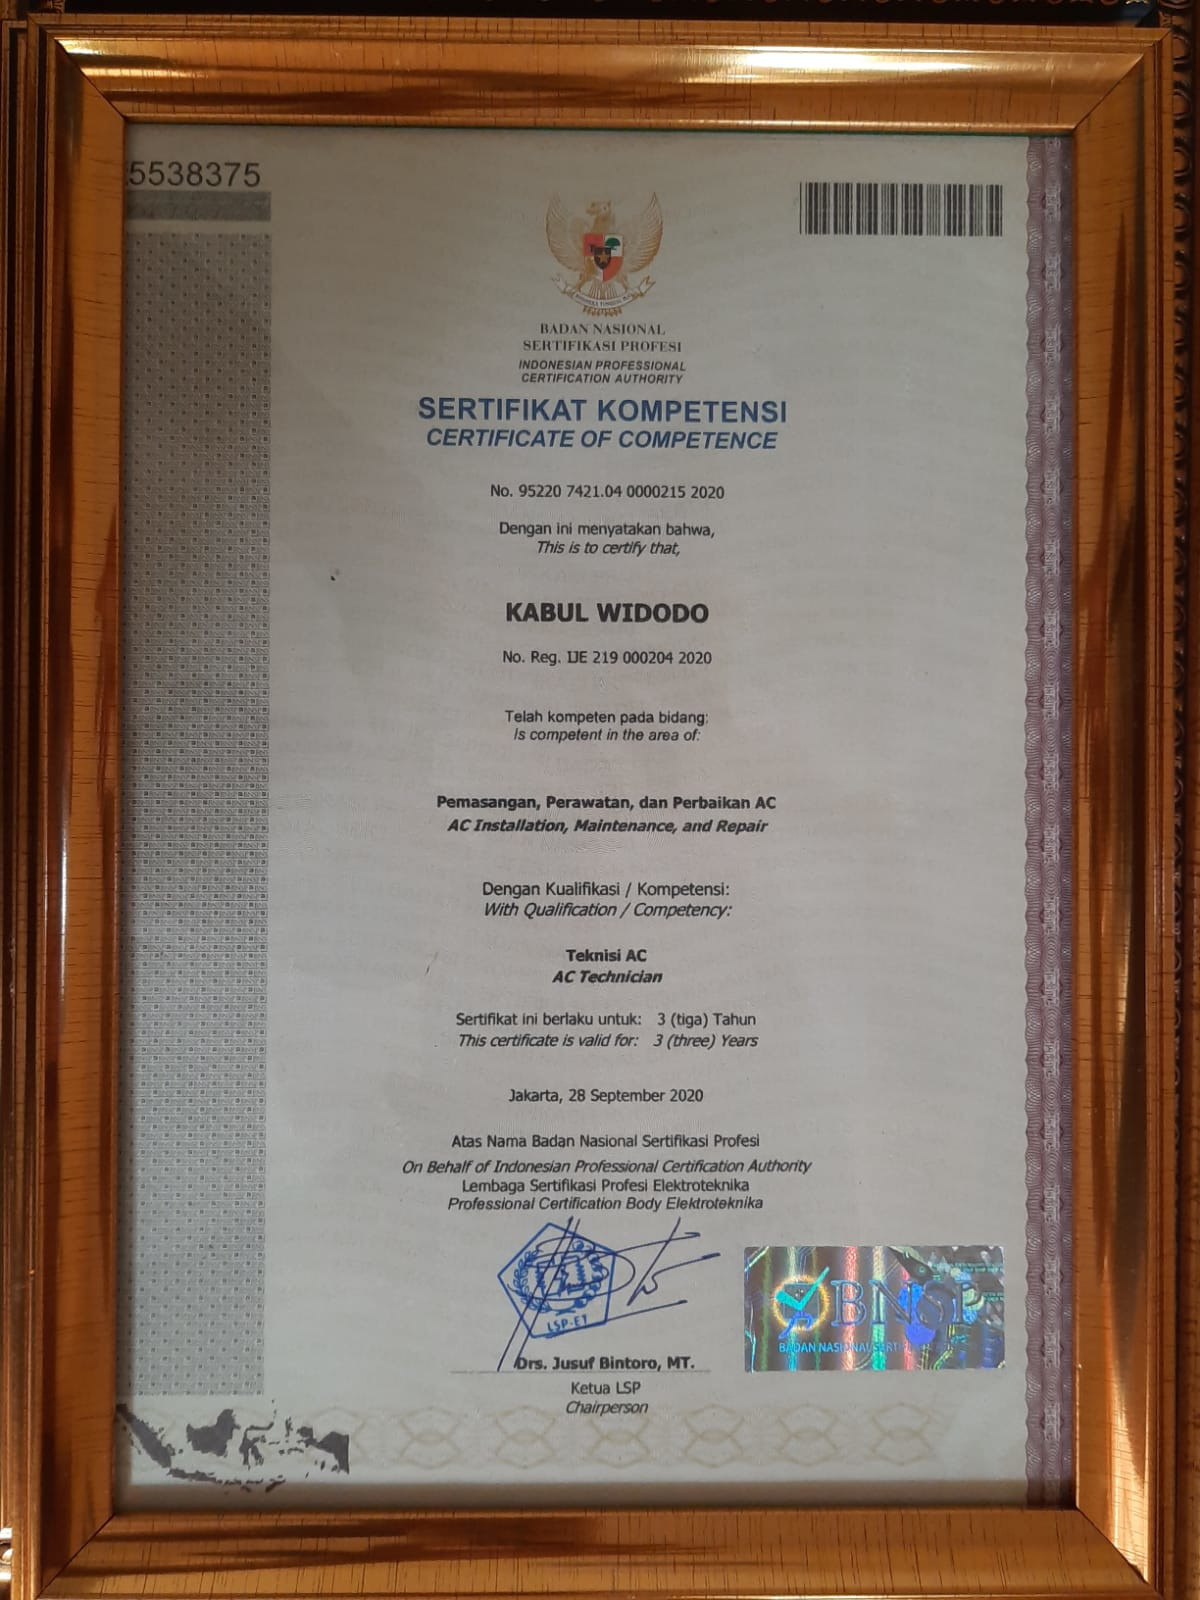 5538375
BADAN NASIONAL
SERTIFIKASI PROFESI
INDONESIAN PROFESSIONAL
CERTIFICATION AUTHORITY
SERTIFIKAT KOMPETENSI
CERTIFICATE OF COMPETENCE
No. 95220 7421.04 0000215 2020
Dengan ini menyatakan bahwa,
This is to certify that,
KABUL WIDODO
No. Reg. IJE 219 000204 2020
Telah kompeten pada bidang:
Is competent in the area of:
Pemasangan, Perawatan, dan Perbaikan AC
AC Installation, Maintenance, and Repair
Dengan Kualifikasi / Kompetensi:
With Qualification / Competency:
Teknisi AC
AC Technician
Sertifikat ini berlaku untuk: 3 (tiga) Tahun
This certificate is valid for: 3 (three) Years
Jakarta, 28 September 2020
Atas Nama Badan Nasional Sertifikasi Profesi
On Behalf of Indonesian Professional Certification Authority
Lembaga Sertifikasi Profesi Elektroteknika
Professional Certification Body Elektroteknika
LSP-ET
BNSP
BADAN NASIONAL SERTIF
Drs. Jusuf Bintoro, MT.
Ketua LSP
Chairperson